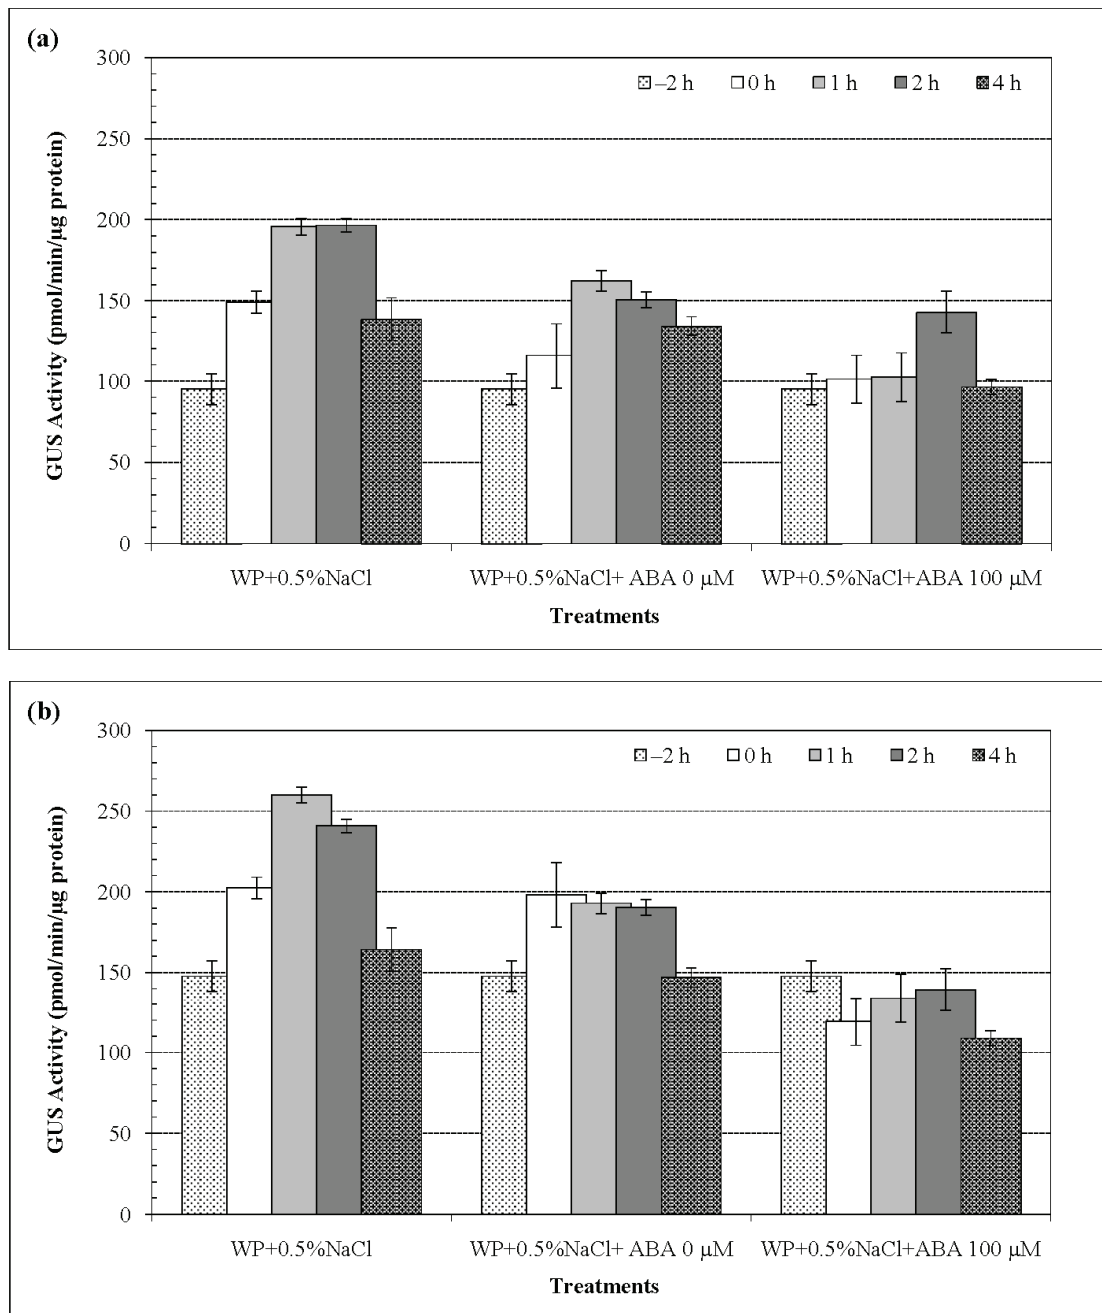 (a)
300
250
200
150
100
50
0
GUS Activity (pmol/min/µg protein)
–2 h 0 h 1 h 2 h 4 h
WP+0.5%NaCl WP+0.5%NaCl+ ABA 0 µM WP+0.5%NaCl+ABA 100 µM
Treatments
(b)
300
250
200
150
100
50
0
GUS Activity (pmol/min/µg protein)
–2 h 0 h 1 h 2 h 4 h
WP+0.5%NaCl WP+0.5%NaCl+ ABA 0 µM WP+0.5%NaCl+ABA 100 µM
Treatments